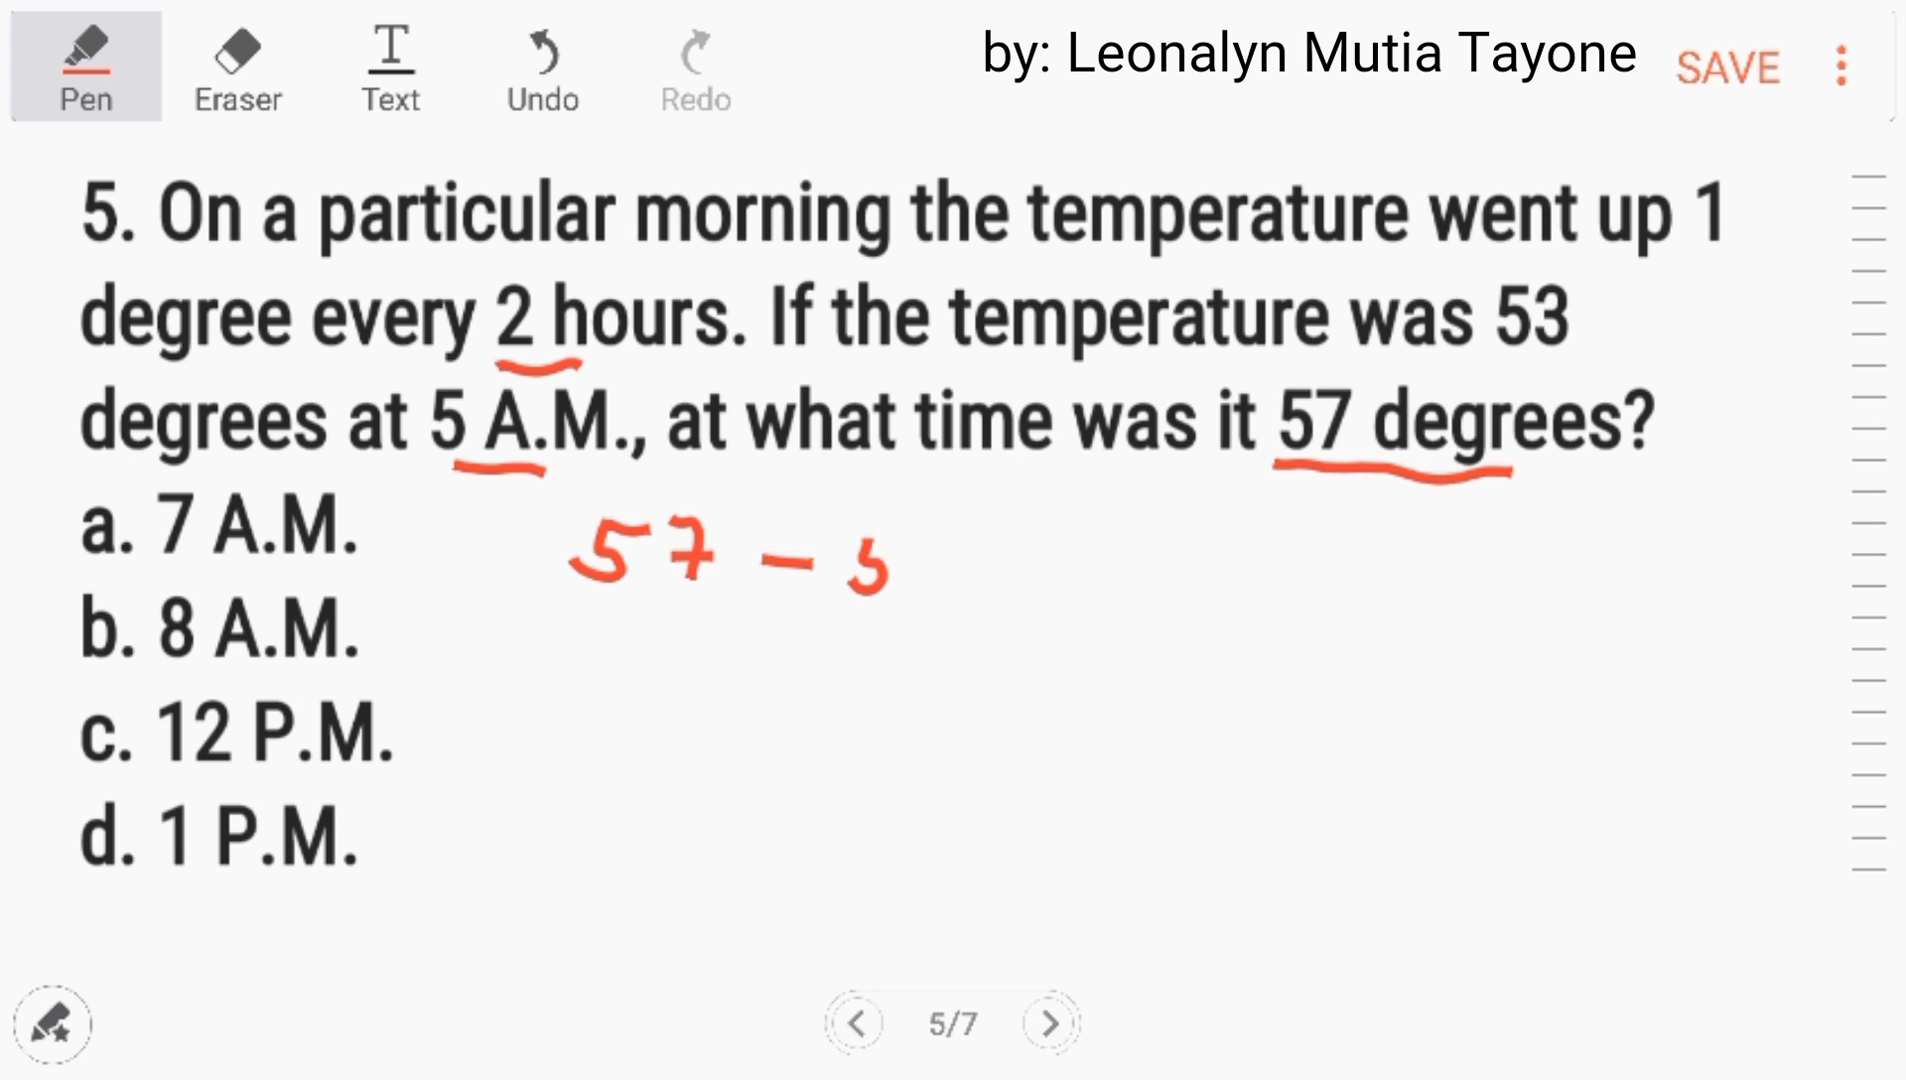 Pen Eraser Text Undo Redo by: Leonalyn Mutia Tayone SAVE
5. On a particular morning the temperature went up 1
degree every 2 hours. If the temperature was 53
degrees at 5 A.M., at what time was it 57 degrees?
a. 7 A.M.
57 - 5
b. 8 A.M.
c. 12 P.M.
d. 1 P.M.
5/7